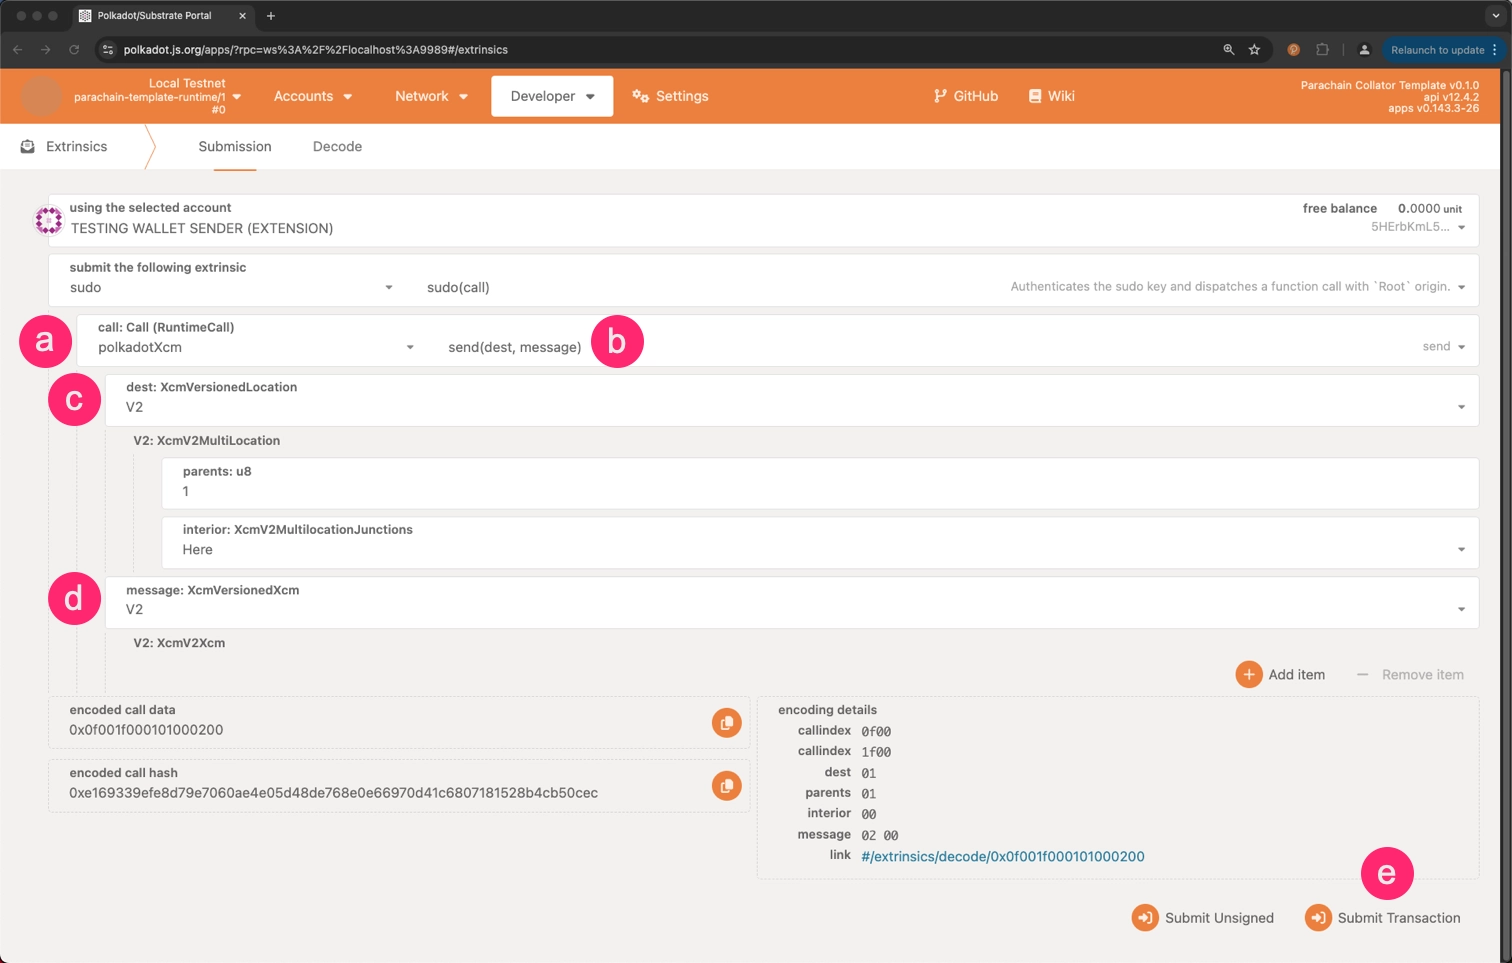 Polkadot/Substrate Portal
polkadot.js.org/apps/?rpc=ws%3A%2F%2Flocalhost%3A9989#/extrinsics
Relaunch to update
Local Testnet
parachain-template-runtime/1
#0
Accounts
Network
Developer
Settings
GitHub
Wiki
Parachain Collator Template v0.1.0
api v12.4.2
apps v0.143.3-26
Extrinsics
Submission
Decode
using the selected account
TESTING WALLET SENDER (EXTENSION)
free balance 0.0000 unit
5HErbKmL5...
submit the following extrinsic
sudo
sudo(call)
Authenticates the sudo key and dispatches a function call with `Root` origin.
a
call: Call (RuntimeCall)
polkadotXcm
send(dest, message)
b
send
c
dest: XcmVersionedLocation
V2
V2: XcmV2MultiLocation
parents: u8
1
interior: XcmV2MultilocationJunctions
Here
d
message: XcmVersionedXcm
V2
V2: XcmV2Xcm
Add item
Remove item
encoded call data
0x0f001f000101000200
encoded call hash
0xe169339efe8d79e7060ae4e05d48de768e0e66970d41c6807181528b4cb50cec
encoding details
callindex 0f00
callindex 1f00
dest 01
parents 01
interior 00
message 02 00
link #/extrinsics/decode/0x0f001f000101000200
e
Submit Unsigned
Submit Transaction